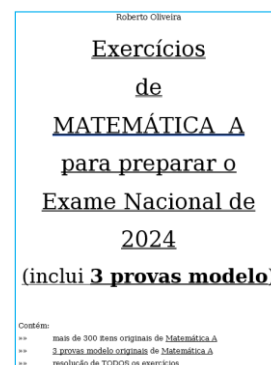 Roberto Oliveira
Exercícios
de
MATEMÁTICA A
para preparar o
Exame Nacional de
2024
(inclui 3 provas modelo)
Contém:
»» mais de 300 itens originais de Matemática A
»» 3 provas modelo originais de Matemática A
»» resolução de TODOS os exercícios